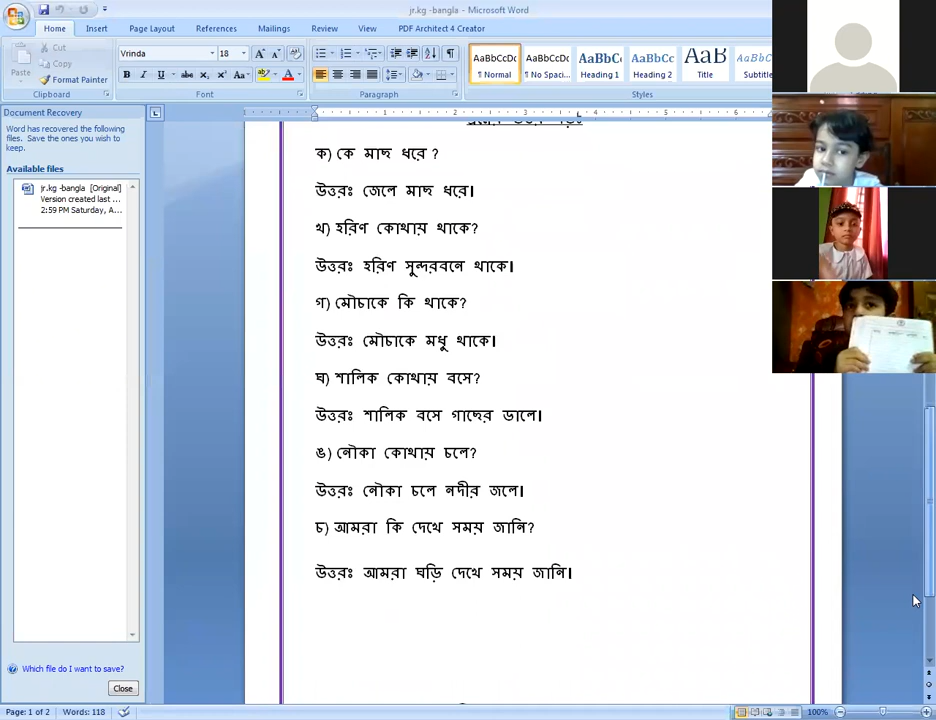 jr.kg -bangla - Microsoft Word
Home Insert Page Layout References Mailings Review View PDF Architect 4 Creator
Paste
Cut
Copy
Format Painter
Clipboard
Vrinda 18
Font
Paragraph
AaBbCcDc AaBbCcDc AaBbC AaBbCc AaB AaBbCc
¶ Normal ¶ No Spaci... Heading 1 Heading 2 Title Subtitle
Styles
Document Recovery
Word has recovered the following
files. Save the ones you wish to
keep.
Available files
jr.kg -bangla [Original]
Version created last ...
2:59 PM Saturday, A...
Which file do I want to save?
Close
ক) কে মাছ ধরে ?
উত্তরঃ জেলে মাছ ধরে।
খ) হরিণ কোথায় থাকে?
উত্তরঃ হরিণ সুন্দরবনে থাকে।
গ) মৌচাকে কি থাকে?
উত্তরঃ মৌচাকে মধু থাকে।
ঘ) শালিক কোথায় বসে?
উত্তরঃ শালিক বসে গাছের ডালে।
ঙ) নৌকা কোথায় চলে?
উত্তরঃ নৌকা চলে নদীর জলে।
চ) আমরা কি দেখে সময় জানি?
উত্তরঃ আমরা ঘড়ি দেখে সময় জানি।
Page: 1 of 2 Words: 118 100%